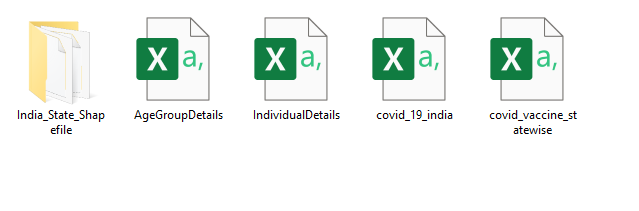 India_State_Shap
efile
AgeGroupDetails
IndividualDetails
covid_19_india
covid_vaccine_st
atewise
X a,
X a,
X a,
X a,